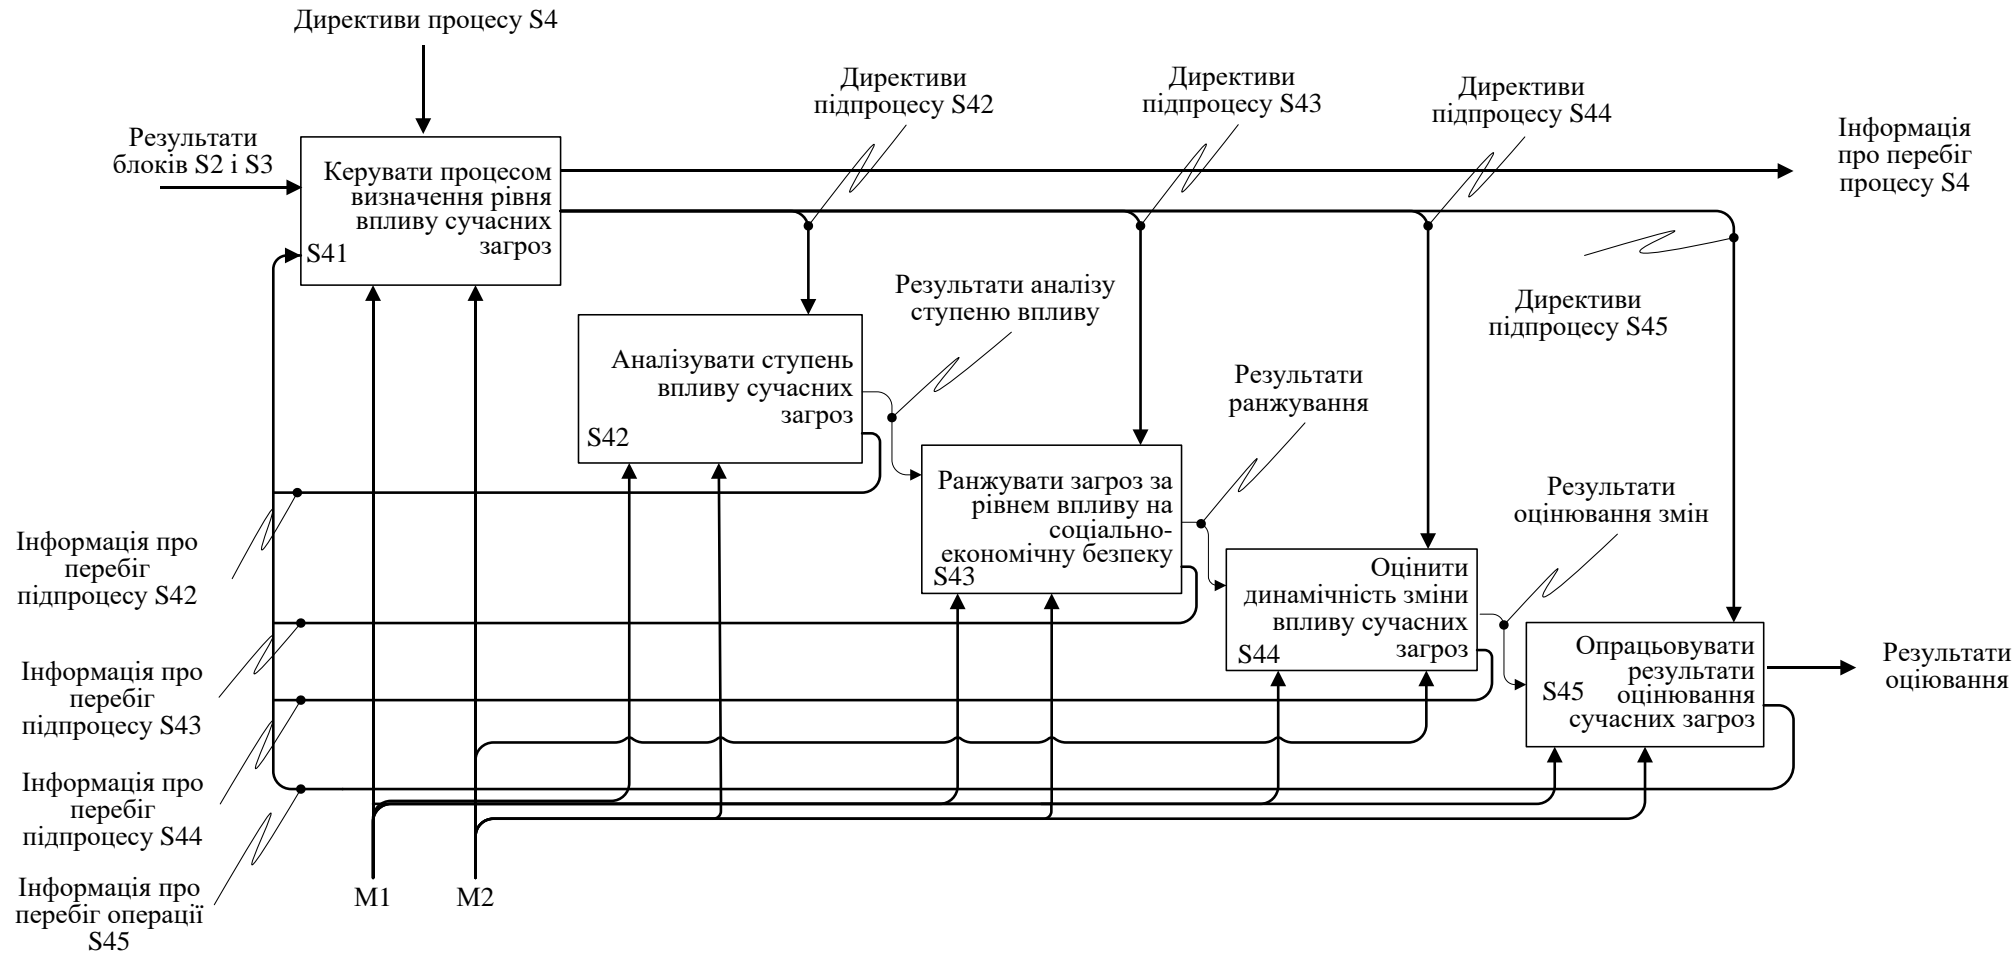 Директиви процесу S4
Директиви
підпроцесу S42
Директиви
підпроцесу S43
Директиви
підпроцесу S44
Інформація
про перебіг
процесу S4
Результати
блоків S2 і S3
Керувати процесом
визначення рівня
впливу сучасних
загроз
S41
Директиви
підпроцесу S45
Результати аналізу
ступеню впливу
Аналізувати ступень
впливу сучасних
загроз
S42
Результати
ранжування
Ранжувати загроз за
рівнем впливу на
соціально-
економічну безпеку
S43
Результати
оцінювання змін
Оцінити
динамічність зміни
впливу сучасних
загроз
S44
Опрацьовувати
результати
оцінювання
сучасних загроз
S45
Результати
оціювання
Інформація про
перебіг
підпроцесу S42
Інформація про
перебіг
підпроцесу S43
Інформація про
перебіг
підпроцесу S44
Інформація про
перебіг операції
S45
М1
М2